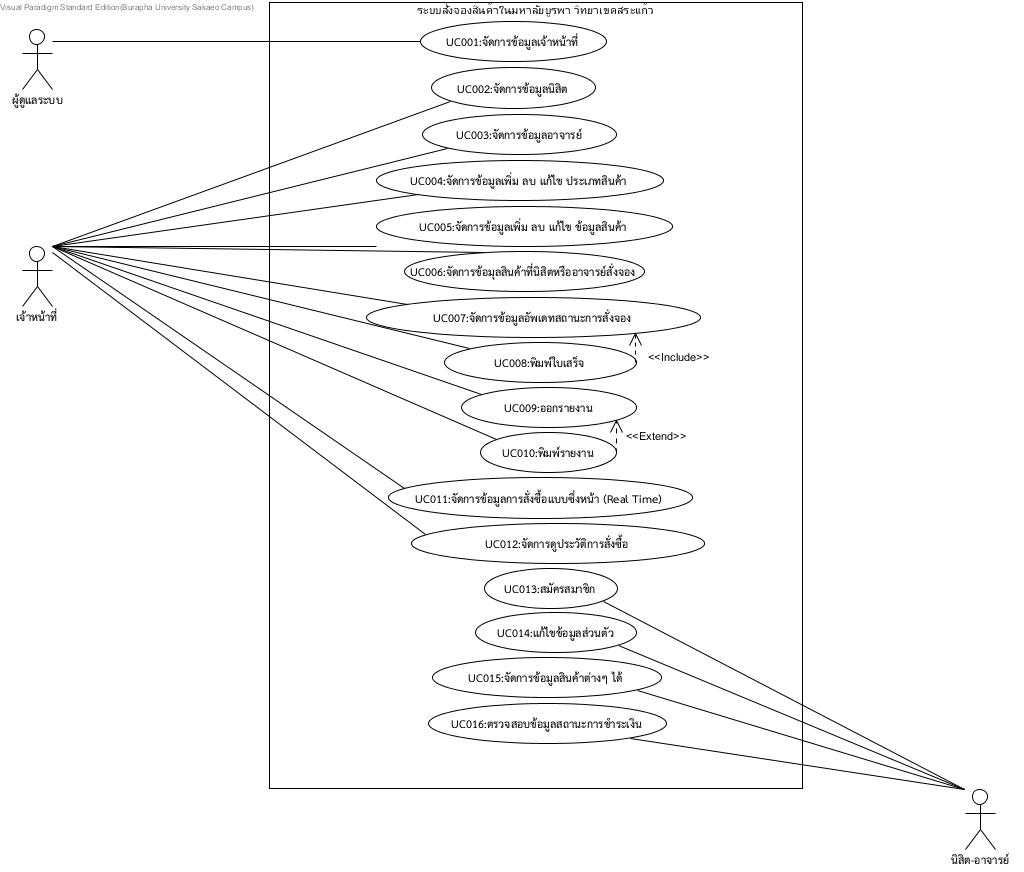 Visual Paradigm Standard Edition(Burapha University Sakaeo Campus)
ระบบสั่งจองสินค้าในมหาลัยบูรพา วิทยาเขตสระแก้ว
UC001:จัดการข้อมูลเจ้าหน้าที่
ผู้ดูแลระบบ
UC002:จัดการข้อมูลนิสิต
UC003:จัดการข้อมูลอาจารย์
UC004:จัดการข้อมูลเพิ่ม ลบ แก้ไข ประเภทสินค้า
UC005:จัดการข้อมูลเพิ่ม ลบ แก้ไข ข้อมูลสินค้า
UC006:จัดการข้อมูลสินค้าที่นิสิตหรืออาจารย์สั่งจอง
เจ้าหน้าที่
UC007:จัดการข้อมูลอัพเดทสถานะการสั่งจอง
<<Include>>
UC008:พิมพ์ใบเสร็จ
UC009:ออกรายงาน
<<Extend>>
UC010:พิมพ์รายงาน
UC011:จัดการข้อมูลการสั่งซื้อแบบซึ่งหน้า (Real Time)
UC012:จัดการดูประวัติการสั่งซื้อ
UC013:สมัครสมาชิก
UC014:แก้ไขข้อมูลส่วนตัว
UC015:จัดการข้อมูลสินค้าต่างๆ ได้
UC016:ตรวจสอบข้อมูลสถานะการชำระเงิน
นิสิต-อาจารย์